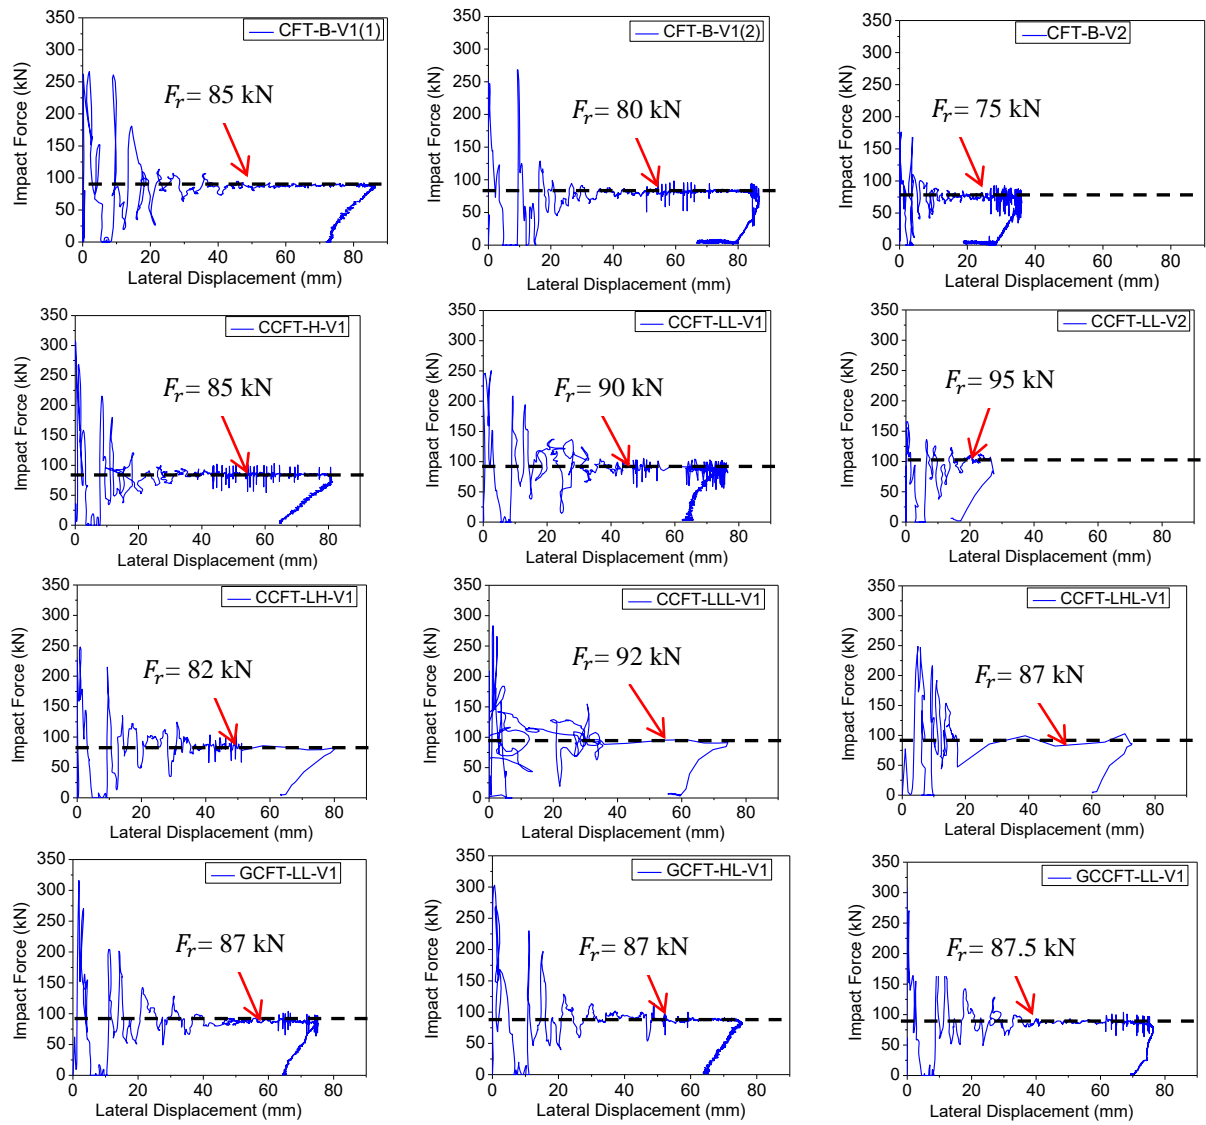 CFT-B-V1(1)
F_r = 85 kN
Impact Force (kN)
350
300
250
200
150
100
50
0
0 20 40 60 80
Lateral Displacement (mm)
CFT-B-V1(2)
F_r = 80 kN
Impact Force (kN)
350
300
250
200
150
100
50
0
0 20 40 60 80
Lateral Displacement (mm)
CFT-B-V2
F_r = 75 kN
Impact Force (kN)
350
300
250
200
150
100
50
0
0 20 40 60 80
Lateral Displacement (mm)
CCFT-H-V1
F_r = 85 kN
Impact Force (kN)
350
300
250
200
150
100
50
0
0 20 40 60 80
Lateral Displacement (mm)
CCFT-LL-V1
F_r = 90 kN
Impact Force (kN)
350
300
250
200
150
100
50
0
0 20 40 60 80
Lateral Displacement (mm)
CCFT-LL-V2
F_r = 95 kN
Impact Force (kN)
350
300
250
200
150
100
50
0
0 20 40 60 80
Lateral Displacement (mm)
CCFT-LH-V1
F_r = 82 kN
Impact Force (kN)
350
300
250
200
150
100
50
0
0 20 40 60 80
Lateral Displacement (mm)
CCFT-LLL-V1
F_r = 92 kN
Impact Force (kN)
350
300
250
200
150
100
50
0
0 20 40 60 80
Lateral Displacement (mm)
CCFT-LHL-V1
F_r = 87 kN
Impact Force (kN)
350
300
250
200
150
100
50
0
0 20 40 60 80
Lateral Displacement (mm)
GCFT-LL-V1
F_r = 87 kN
Impact Force (kN)
350
300
250
200
150
100
50
0
0 20 40 60 80
Lateral Displacement (mm)
GCFT-HL-V1
F_r = 87 kN
Impact Force (kN)
350
300
250
200
150
100
50
0
0 20 40 60 80
Lateral Displacement (mm)
GCCFT-LL-V1
F_r = 87.5 kN
Impact Force (kN)
350
300
250
200
150
100
50
0
0 20 40 60 80
Lateral Displacement (mm)